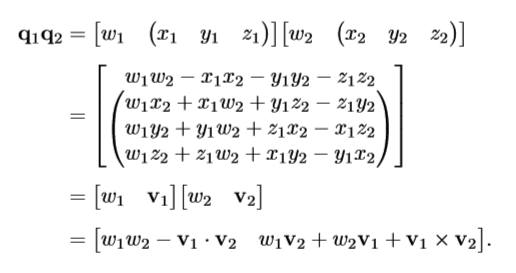 q₁q₂ = [w₁ (x₁ y₁ z₁)][w₂ (x₂ y₂ z₂)]
w₁w₂ − x₁x₂ − y₁y₂ − z₁z₂
= [(w₁x₂ + x₁w₂ + y₁z₂ − z₁y₂
w₁y₂ + y₁w₂ + z₁x₂ − x₁z₂
w₁z₂ + z₁w₂ + x₁y₂ − y₁x₂)]
= [w₁ v₁][w₂ v₂]
= [w₁w₂ − v₁ · v₂ w₁v₂ + w₂v₁ + v₁ × v₂].